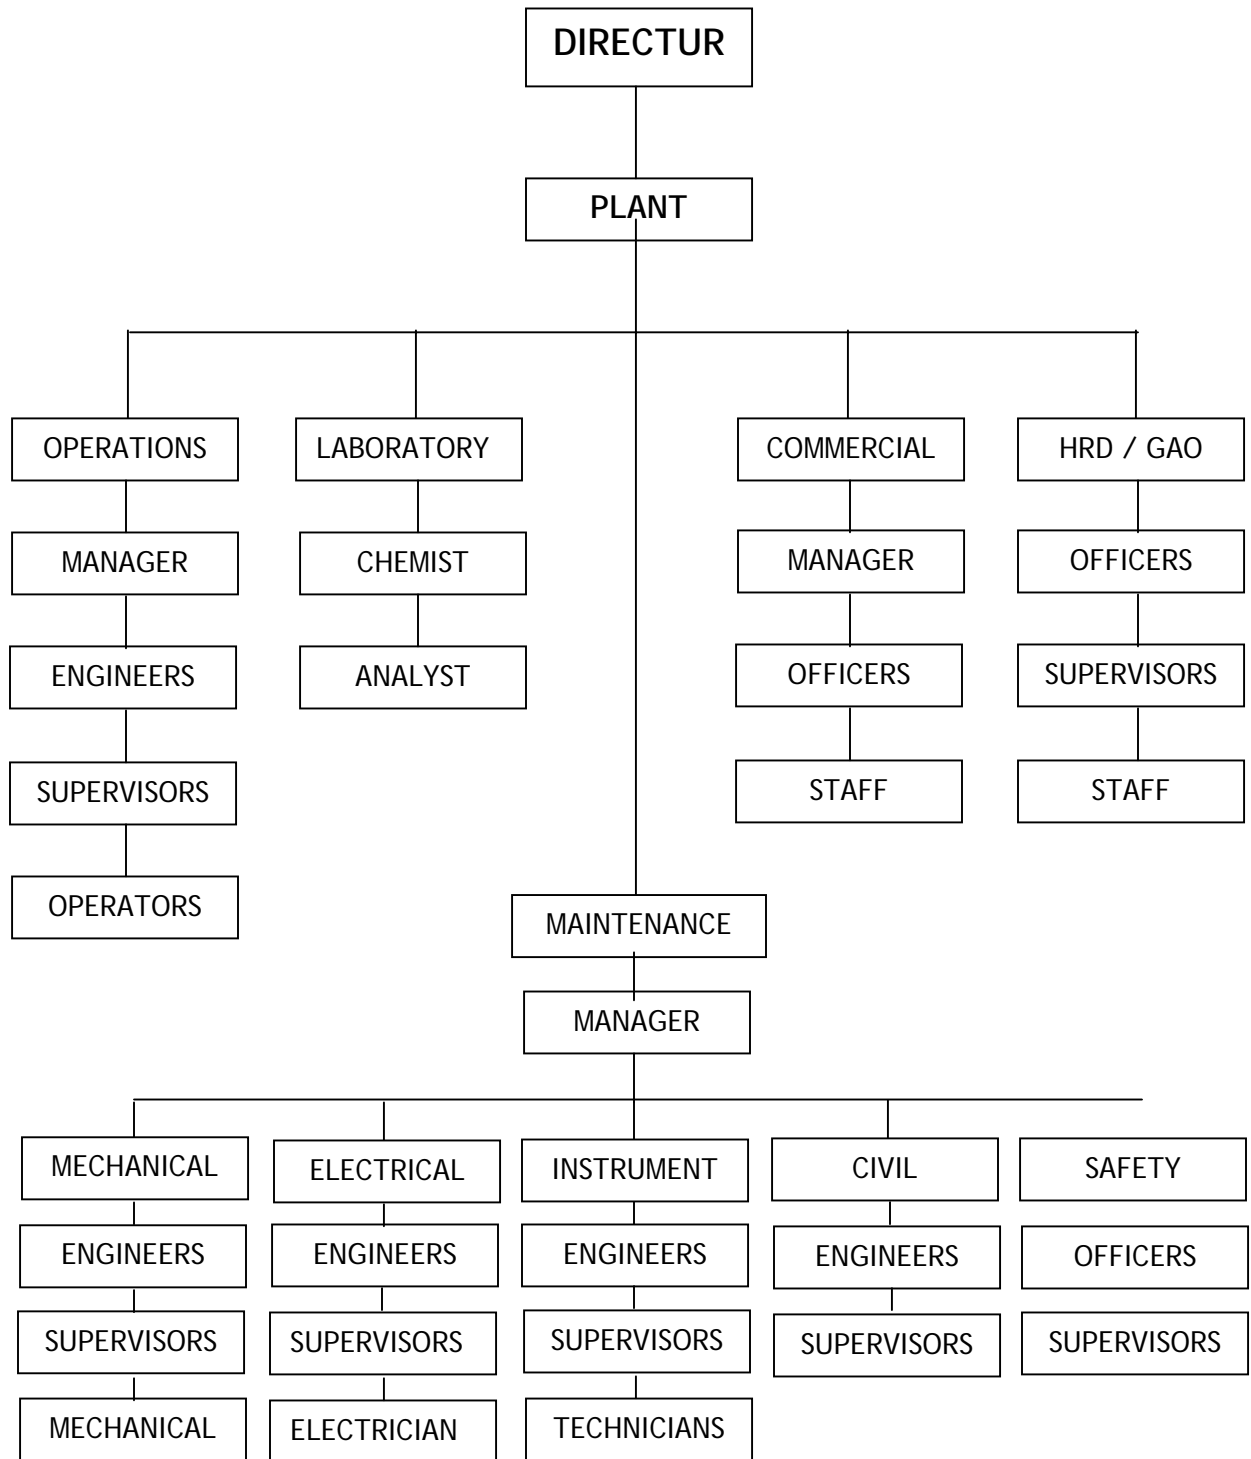 DIRECTUR
PLANT
OPERATIONS
LABORATORY
COMMERCIAL
HRD / GAO
MANAGER
CHEMIST
MANAGER
OFFICERS
ENGINEERS
ANALYST
OFFICERS
SUPERVISORS
SUPERVISORS
STAFF
STAFF
OPERATORS
MAINTENANCE
MANAGER
MECHANICAL
ELECTRICAL
INSTRUMENT
CIVIL
SAFETY
ENGINEERS
ENGINEERS
ENGINEERS
ENGINEERS
OFFICERS
SUPERVISORS
SUPERVISORS
SUPERVISORS
SUPERVISORS
SUPERVISORS
MECHANICAL
ELECTRICIAN
TECHNICIANS